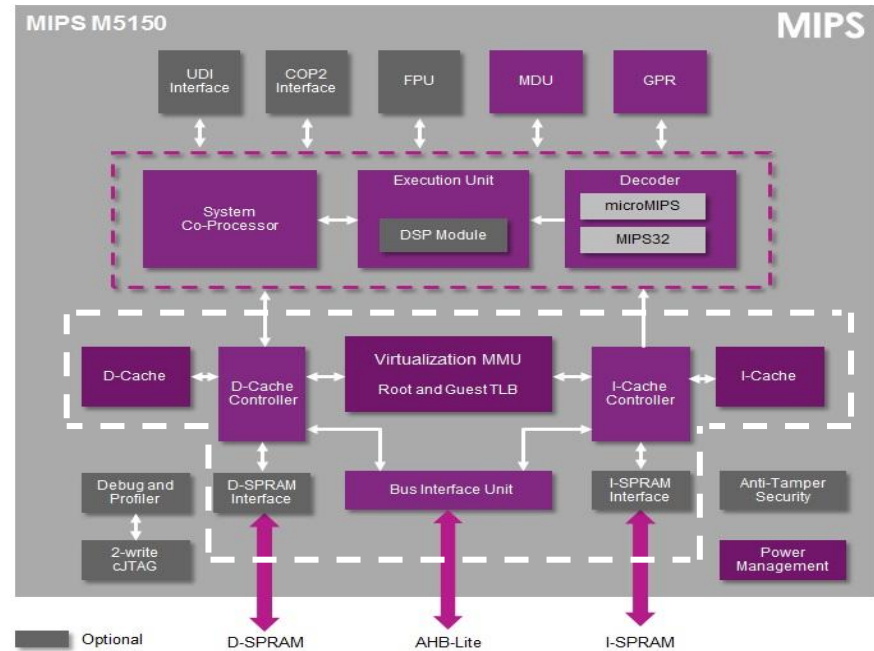 MIPS M5150
MIPS
UDI
Interface
COP2
Interface
FPU
MDU
GPR
System
Co-Processor
Execution Unit
DSP Module
Decoder
microMIPS
MIPS32
D-Cache
D-Cache
Controller
Virtualization MMU
Root and Guest TLB
I-Cache
Controller
I-Cache
Debug and
Profiler
D-SPRAM
Interface
Bus Interface Unit
I-SPRAM
Interface
Anti-Tamper
Security
2-write
cJTAG
Power
Management
Optional
D-SPRAM
AHB-Lite
I-SPRAM